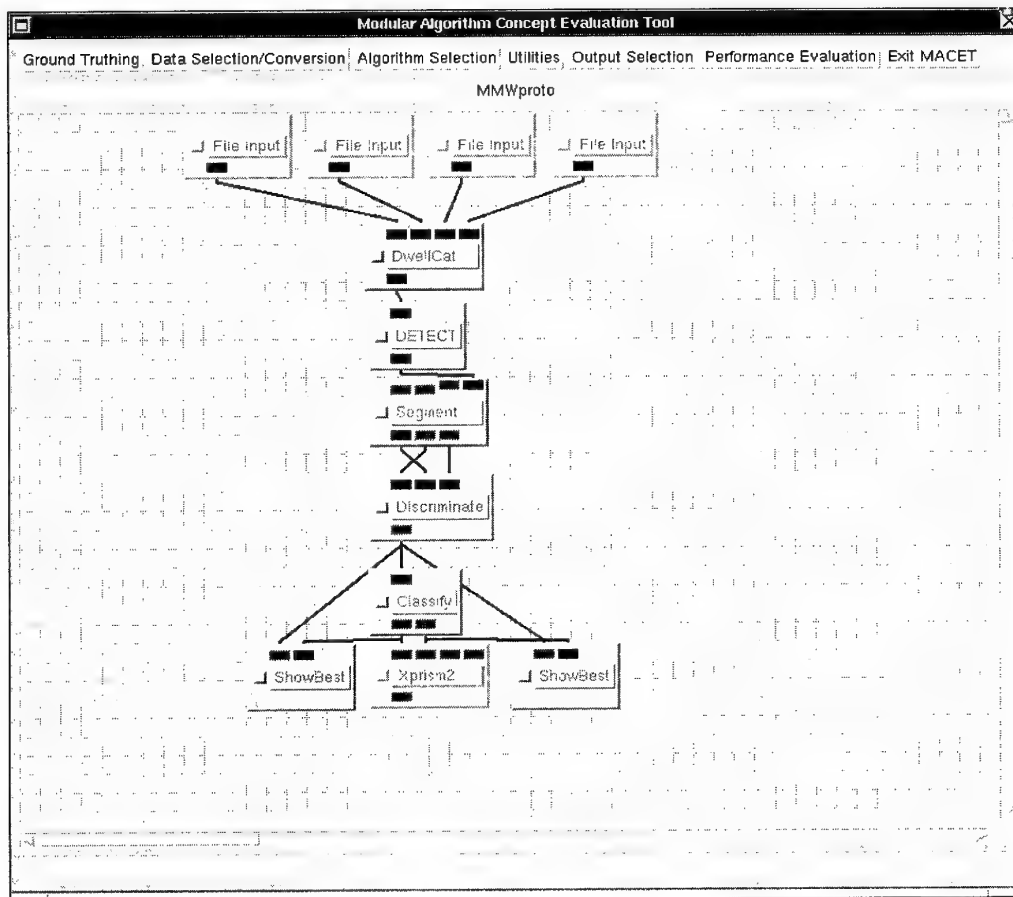 Modular Algorithm Concept Evaluation Tool
Ground Truthing Data Selection/Conversion Algorithm Selection Utilities Output Selection Performance Evaluation Exit MACET
MMWproto
File Input File Input File Input File Input
DwellCat
DETECT
Segment
Discriminate
Classify
ShowBest Xprism2 ShowBest